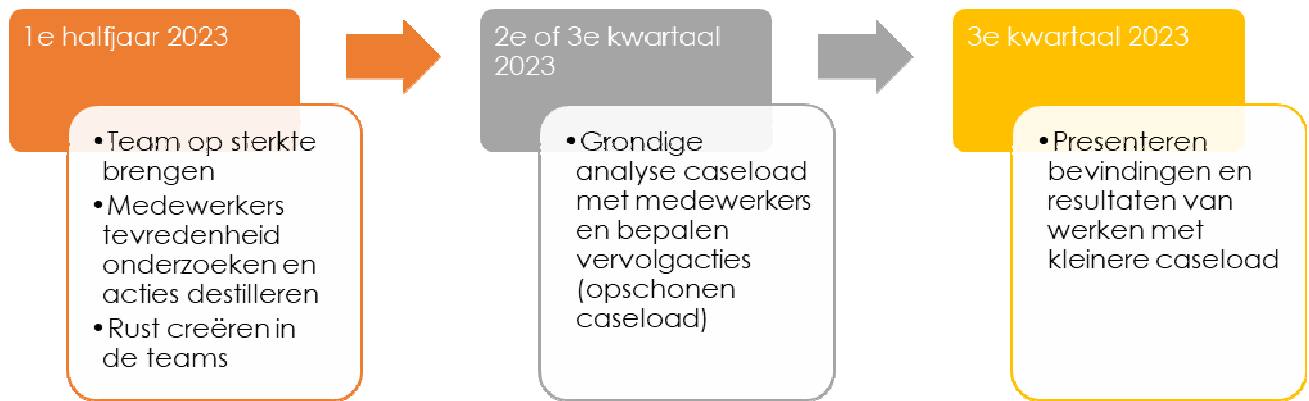 1e halfjaar 2023
•Team op sterkte
brengen
•Medewerkers
tevredenheid
onderzoeken en
acties destilleren
•Rust creëren in
de teams
2e of 3e kwartaal
2023
•Grondige
analyse caseload
met medewerkers
en bepalen
vervolgacties
(opschonen
caseload)
3e kwartaal 2023
•Presenteren
bevindingen en
resultaten van
werken met
kleinere caseload